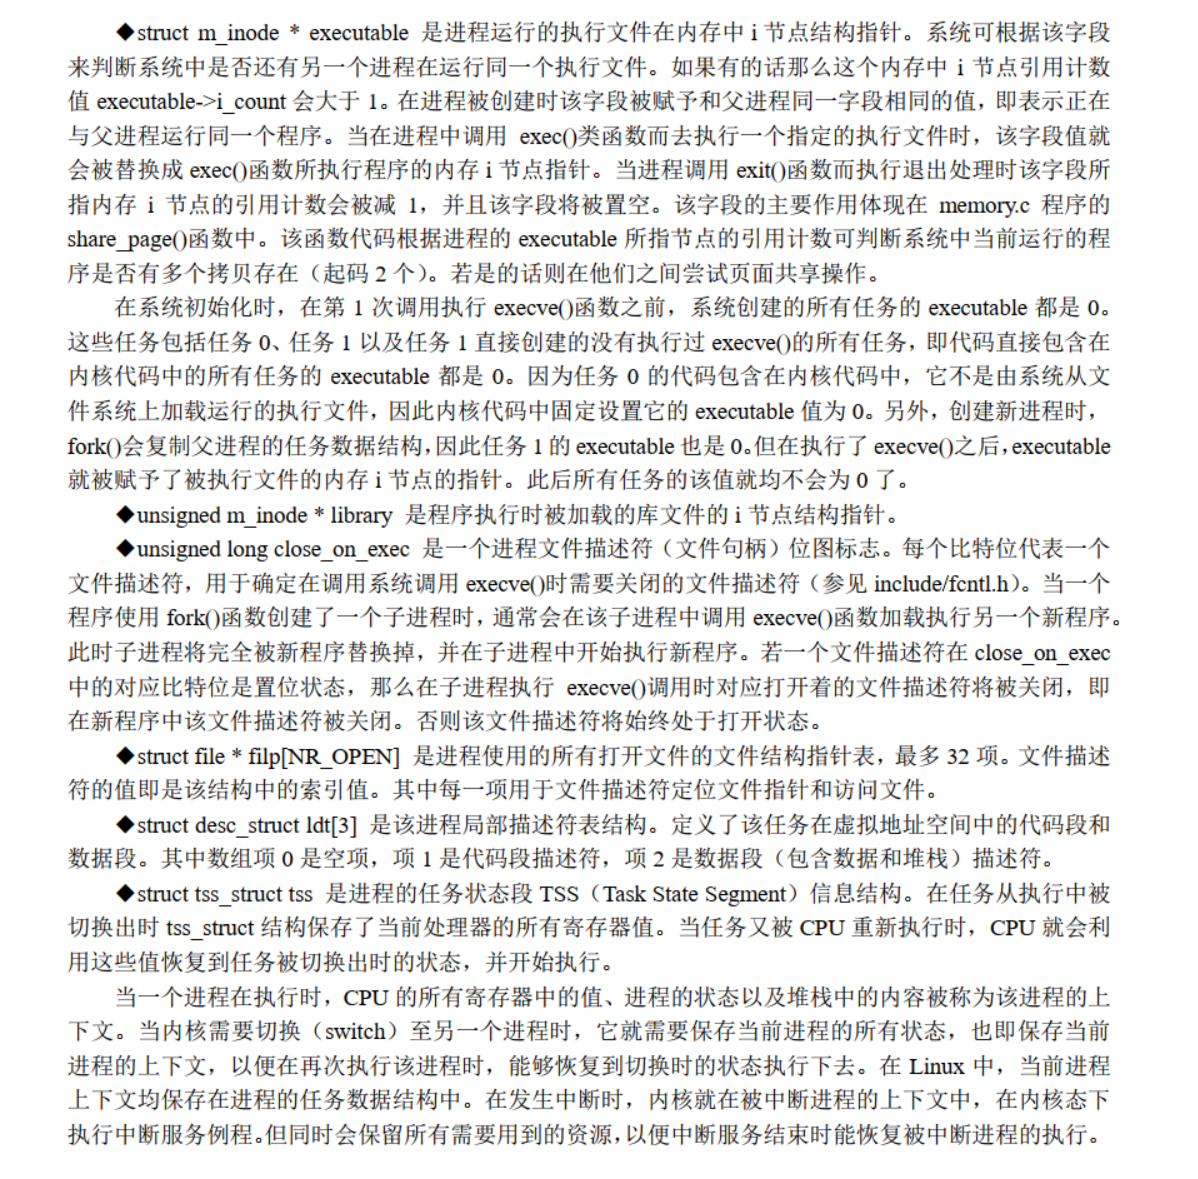 ◆struct m_inode * executable 是进程运行的执行文件在内存中 i 节点结构指针。系统可根据该字段
来判断系统中是否还有另一个进程在运行同一个执行文件。如果有的话那么这个内存中 i 节点引用计数
值 executable->i_count 会大于 1。在进程被创建时该字段被赋予和父进程同一字段相同的值，即表示正在
与父进程运行同一个程序。当在进程中调用 exec()类函数而去执行一个指定的执行文件时，该字段值就
会被替换成 exec()函数所执行程序的内存 i 节点指针。当进程调用 exit()函数而执行退出处理时该字段所
指内存 i 节点的引用计数会被减 1，并且该字段将被置空。该字段的主要作用体现在 memory.c 程序的
share_page()函数中。该函数代码根据进程的 executable 所指节点的引用计数可判断系统中当前运行的程
序是否有多个拷贝存在（起码 2 个）。若是的话则在他们之间尝试页面共享操作。
在系统初始化时，在第 1 次调用执行 execve()函数之前，系统创建的所有任务的 executable 都是 0。
这些任务包括任务 0、任务 1 以及任务 1 直接创建的没有执行过 execve()的所有任务，即代码直接包含在
内核代码中的所有任务的 executable 都是 0。因为任务 0 的代码包含在内核代码中，它不是由系统从文
件系统上加载运行的执行文件，因此内核代码中固定设置它的 executable 值为 0。另外，创建新进程时，
fork()会复制父进程的任务数据结构，因此任务 1 的 executable 也是 0。但在执行了 execve()之后，executable
就被赋予了被执行文件的内存 i 节点的指针。此后所有任务的该值就均不会为 0 了。
◆unsigned m_inode * library 是程序执行时被加载的库文件的 i 节点结构指针。
◆unsigned long close_on_exec 是一个进程文件描述符（文件句柄）位图标志。每个比特位代表一个
文件描述符，用于确定在调用系统调用 execve()时需要关闭的文件描述符（参见 include/fcntl.h）。当一个
程序使用 fork()函数创建了一个子进程时，通常会在该子进程中调用 execve()函数加载执行另一个新程序。
此时子进程将完全被新程序替换掉，并在子进程中开始执行新程序。若一个文件描述符在 close_on_exec
中的对应比特位是置位状态，那么在子进程执行 execve()调用时对应打开着的文件描述符将被关闭，即
在新程序中该文件描述符被关闭。否则该文件描述符将始终处于打开状态。
◆struct file * filp[NR_OPEN] 是进程使用的所有打开文件的文件结构指针表，最多 32 项。文件描述
符的值即是该结构中的索引值。其中每一项用于文件描述符定位文件指针和访问文件。
◆struct desc_struct ldt[3] 是该进程局部描述符表结构。定义了该任务在虚拟地址空间中的代码段和
数据段。其中数组项 0 是空项，项 1 是代码段描述符，项 2 是数据段（包含数据和堆栈）描述符。
◆struct tss_struct tss 是进程的任务状态段 TSS（Task State Segment）信息结构。在任务从执行中被
切换出时 tss_struct 结构保存了当前处理器的所有寄存器值。当任务又被 CPU 重新执行时，CPU 就会利
用这些值恢复到任务被切换出时的状态，并开始执行。
当一个进程在执行时，CPU 的所有寄存器中的值、进程的状态以及堆栈中的内容被称为该进程的上
下文。当内核需要切换（switch）至另一个进程时，它就需要保存当前进程的所有状态，也即保存当前
进程的上下文，以便在再次执行该进程时，能够恢复到切换时的状态执行下去。在 Linux 中，当前进程
上下文均保存在进程的任务数据结构中。在发生中断时，内核就在被中断进程的上下文中，在内核态下
执行中断服务例程。但同时会保留所有需要用到的资源，以便中断服务结束时能恢复被中断进程的执行。